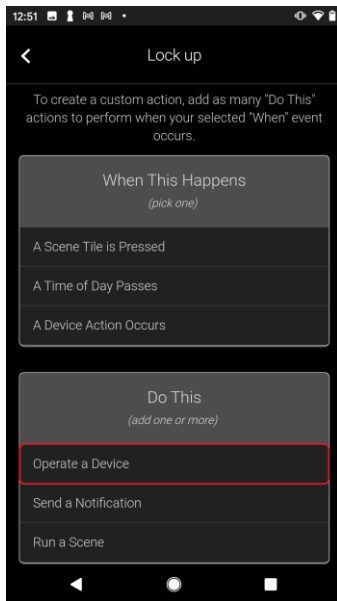 12:51
Lock up
To create a custom action, add as many "Do This"
actions to perform when your selected "When" event
occurs.
When This Happens
(pick one)
A Scene Tile is Pressed
A Time of Day Passes
A Device Action Occurs
Do This
(add one or more)
Operate a Device
Send a Notification
Run a Scene